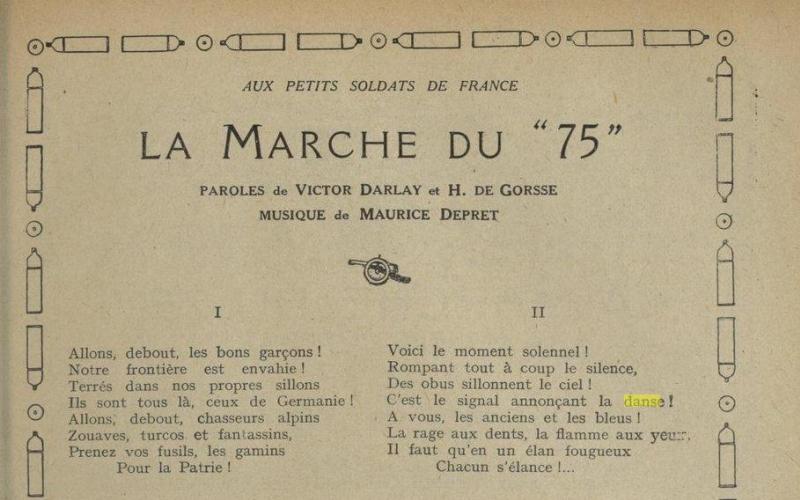 AUX PETITS SOLDATS DE FRANCE
LA MARCHE DU "75"
PAROLES de VICTOR DARLAY et H. DE GORSSE
MUSIQUE de MAURICE DEPRET
I
Allons, debout, les bons garçons !
Notre frontière est envahie !
Terrés dans nos propres sillons
Ils sont tous là, ceux de Germanie !
Allons, debout, chasseurs alpins
Zouaves, turcos et fantassins,
Prenez vos fusils, les gamins
Pour la Patrie !
II
Voici le moment solennel !
Rompant tout à coup le silence,
Des obus sillonnent le ciel !
C'est le signal annonçant la danse !
A vous, les anciens et les bleus !
La rage aux dents, la flamme aux yeux,
Il faut qu'en un élan fougueux
Chacun s'élance !...